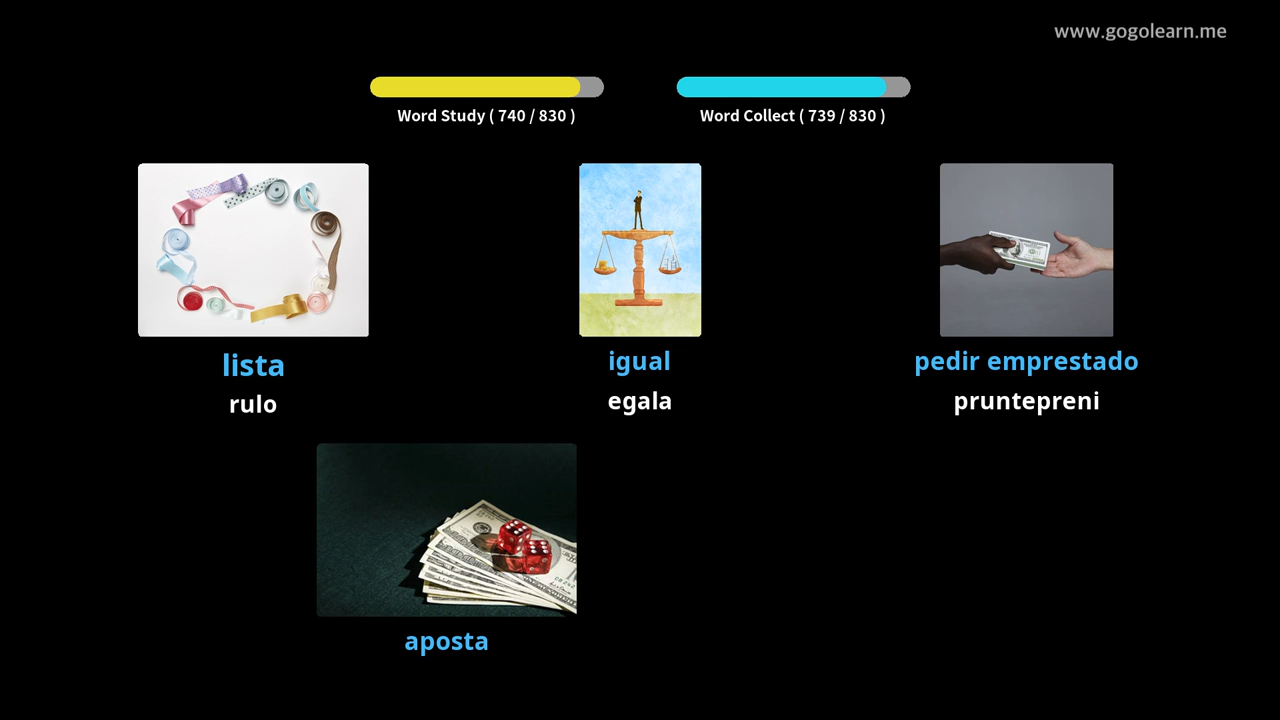 www.gogolearn.me
Word Study ( 740 / 830 )
Word Collect ( 739 / 830 )
lista
rulo
igual
egala
pedir emprestado
pruntepreni
aposta